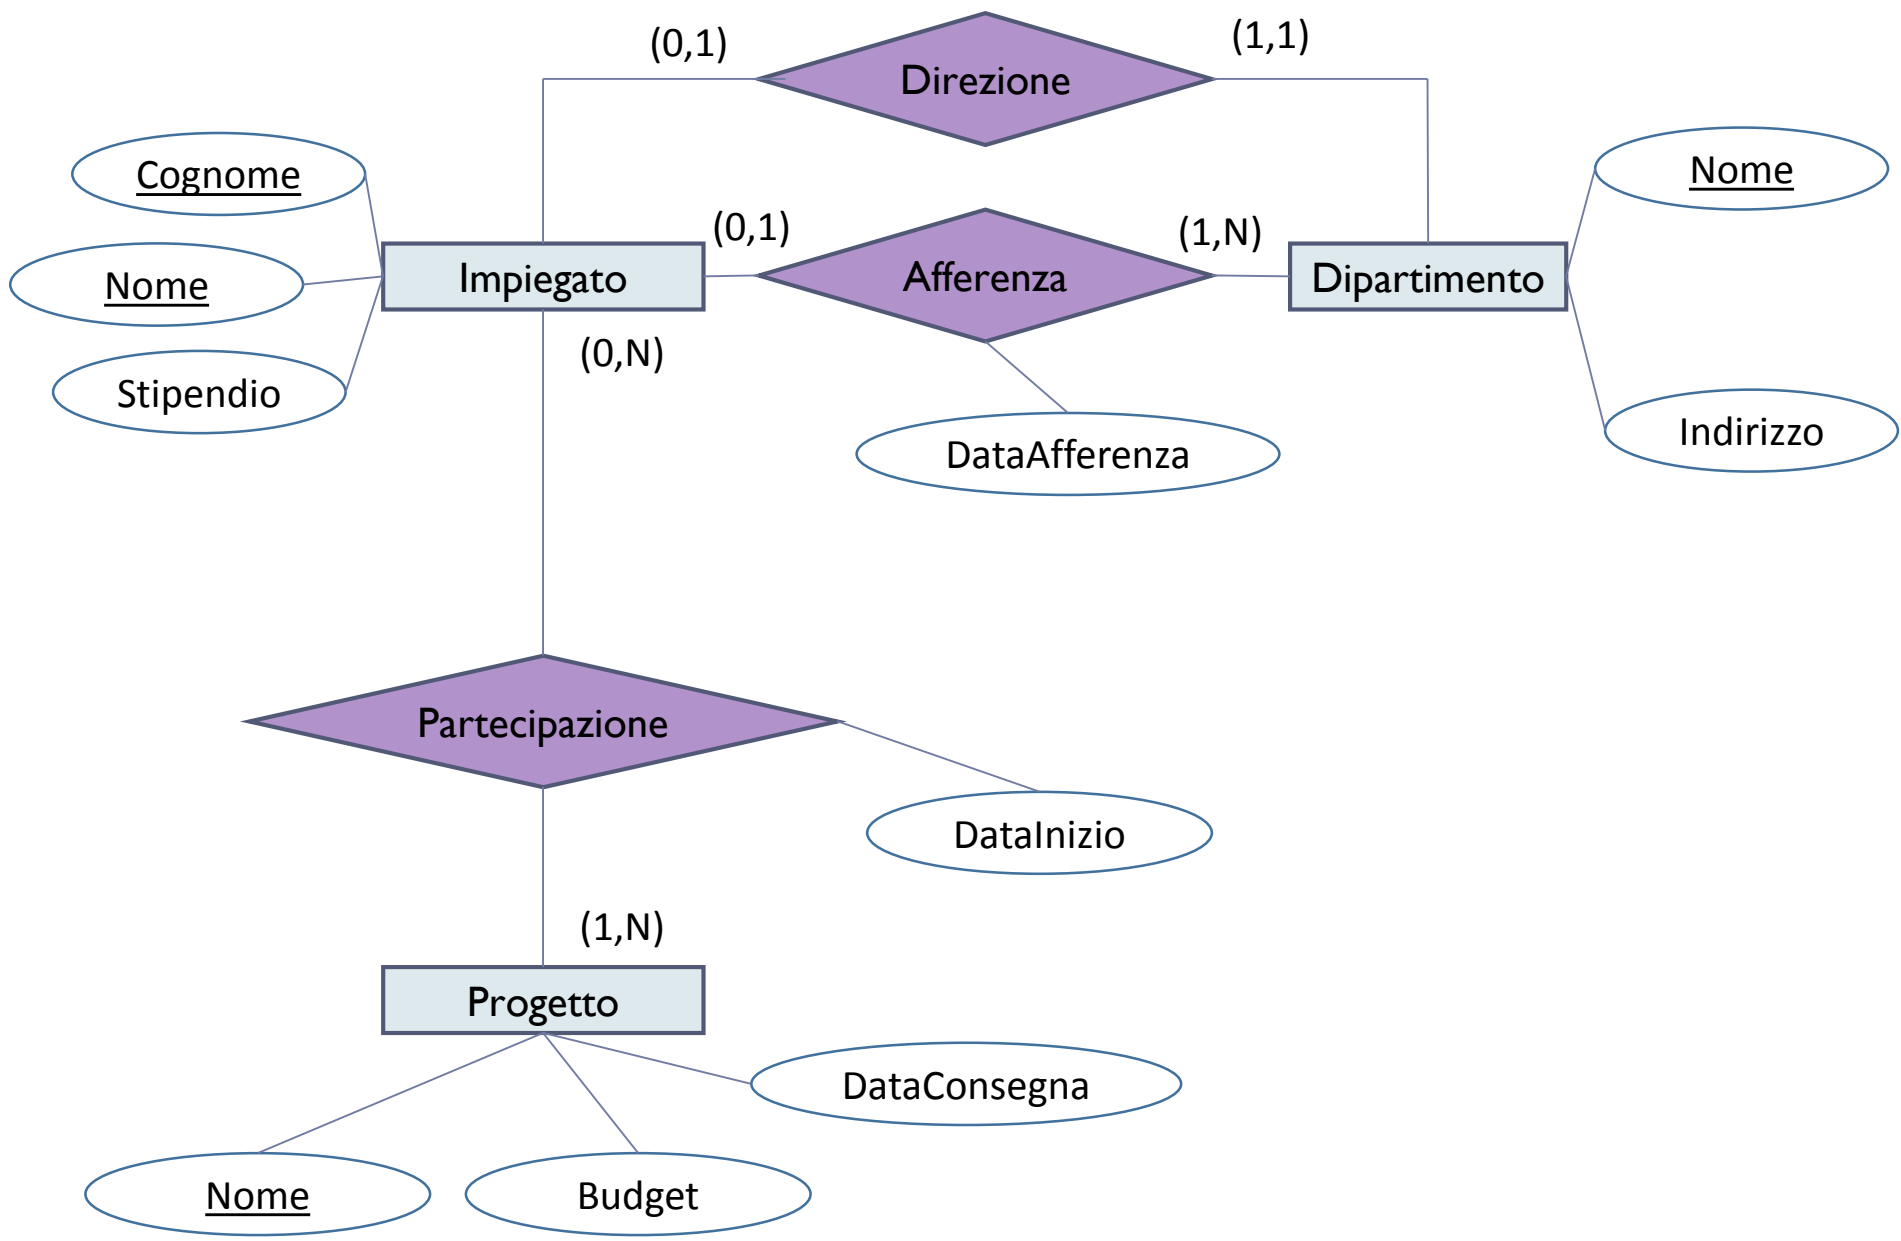 (0,1)
Direzione
(1,1)
Cognome
Nome
(0,1)
Afferenza
(1,N)
Nome
Impiegato
Dipartimento
Stipendio
(0,N)
DataAfferenza
Indirizzo
Partecipazione
DataInizio
(1,N)
Progetto
DataConsegna
Nome
Budget